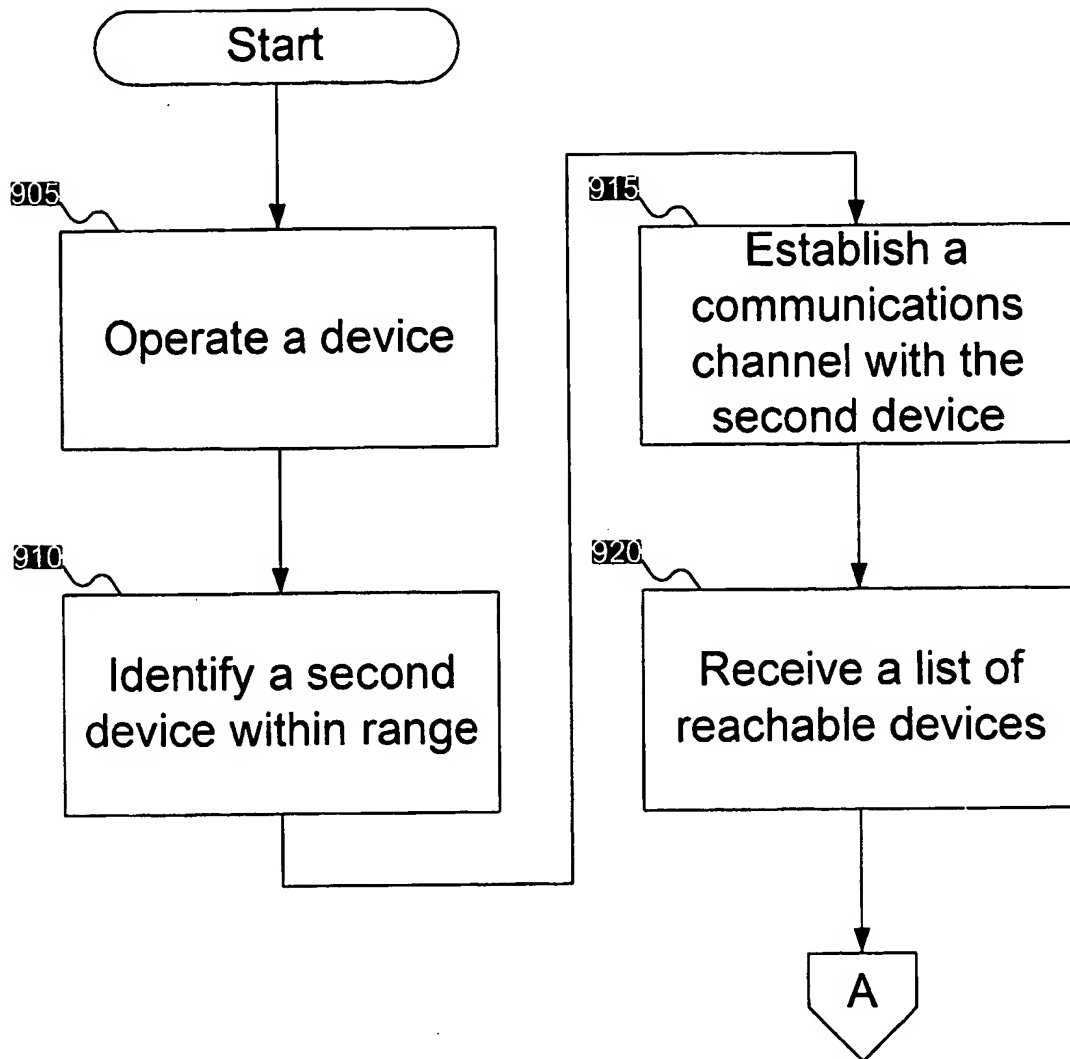 Start
905
Operate a device
910
Identify a second
device within range
915
Establish a
communications
channel with the
second device
920
Receive a list of
reachable devices
A